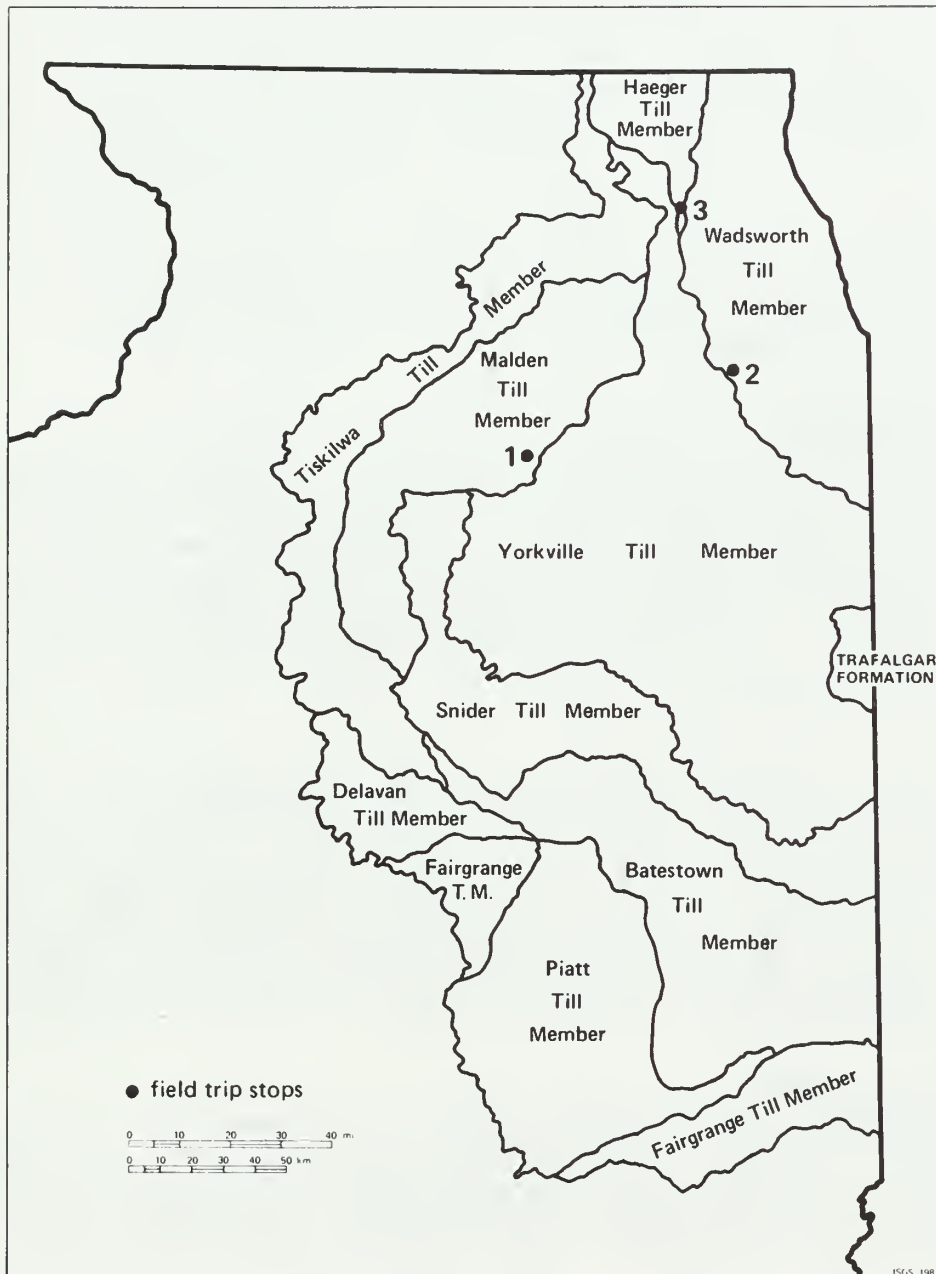 Haeger
Till
Member
3
Wadsworth
Till
Member
Tiskilwa Till Member
Malden
Till
Member
2
1
Yorkville Till Member
TRAFALGAR
FORMATION
Snider Till Member
Delavan
Till Member
Fairgrange
T. M.
Batestown
Till
Member
Piatt
Till
Member
Fairgrange Till Member
● field trip stops
0 10 20 30 40 mi
0 10 20 30 40 50 km
ISGS 198